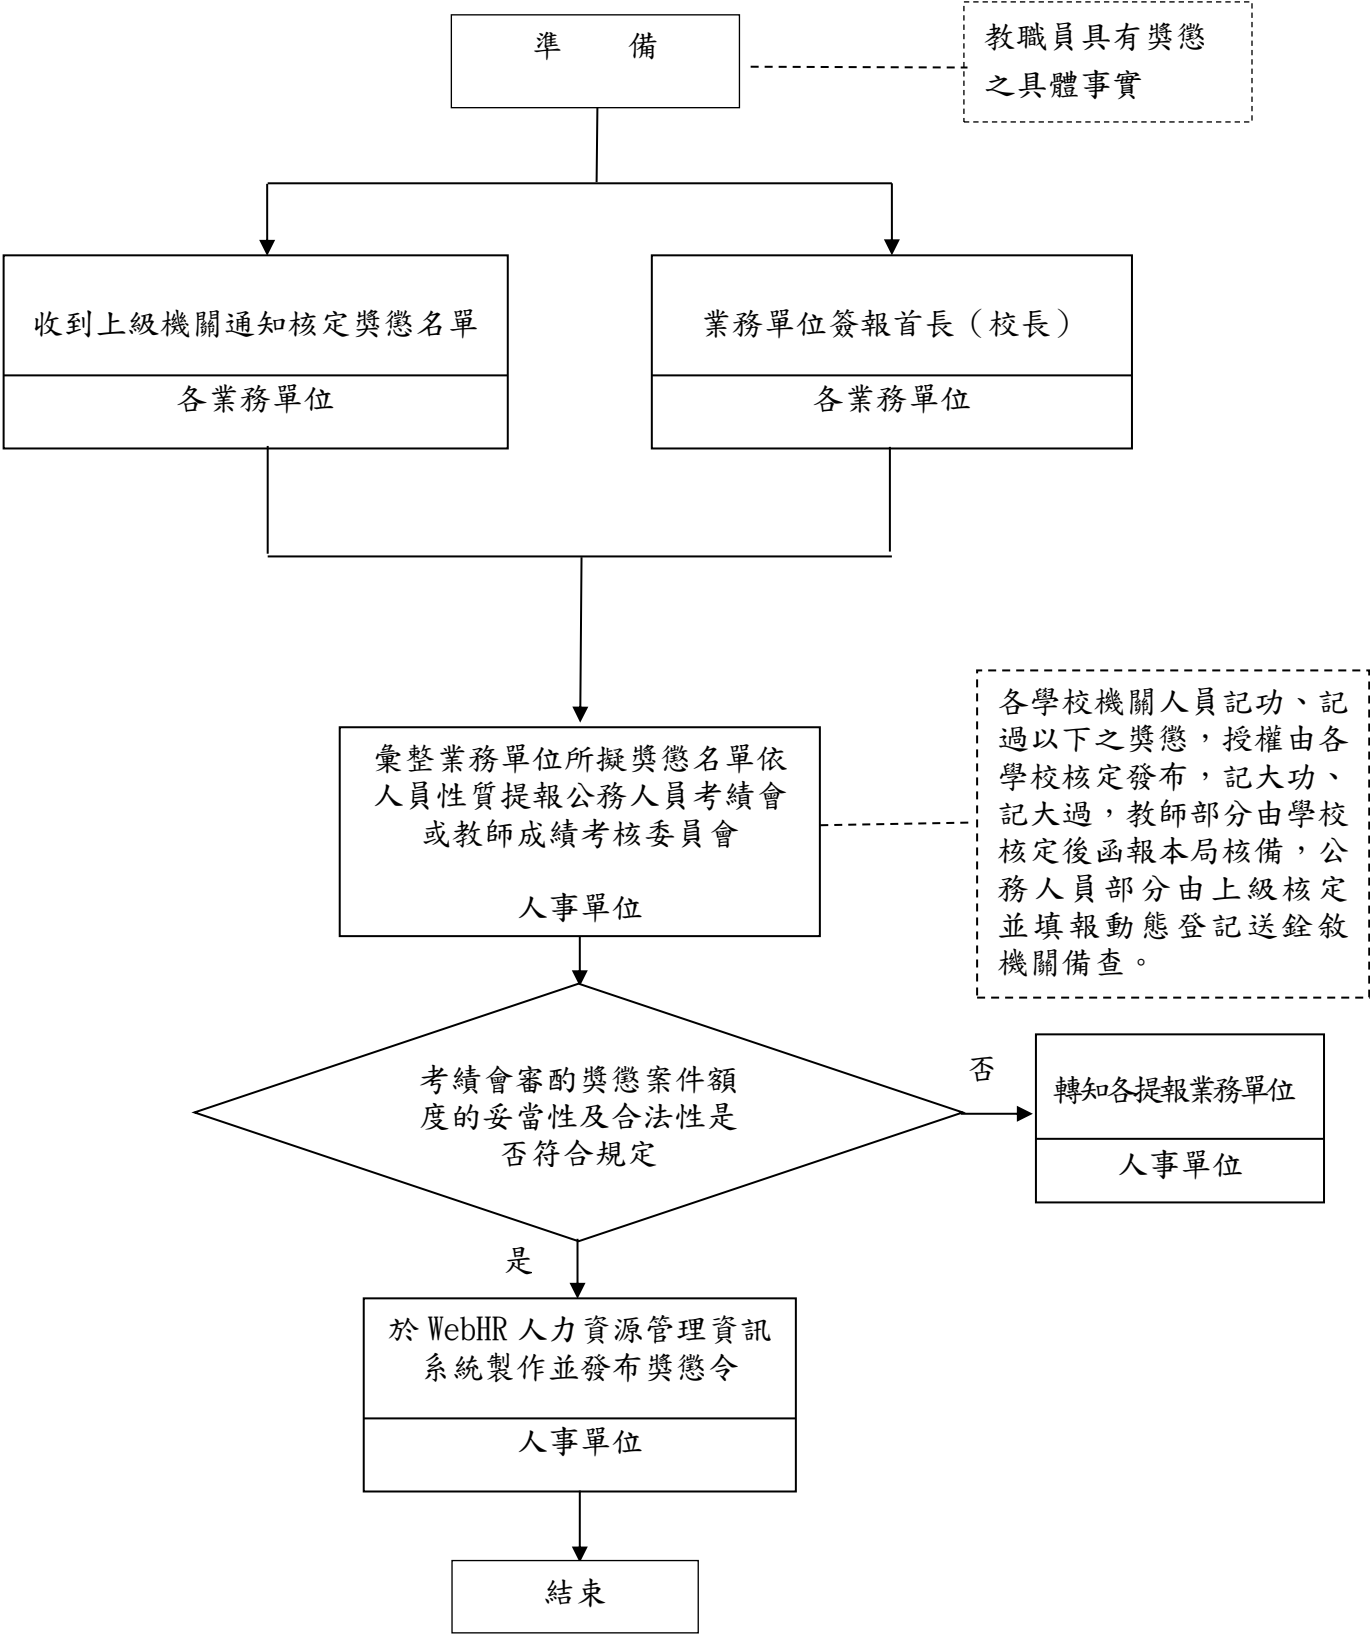 準　　備
教職員具有獎懲
之具體事實
收到上級機關通知核定獎懲名單
各業務單位
業務單位簽報首長（校長）
各業務單位
彙整業務單位所擬獎懲名單依
人員性質提報公務人員考績會
或教師成績考核委員會
人事單位
各學校機關人員記功、記
過以下之獎懲，授權由各
學校核定發布，記大功、
記大過，教師部分由學校
核定後函報本局核備，公
務人員部分由上級核定
並填報動態登記送銓敘
機關備查。
考績會審酌獎懲案件額
度的妥當性及合法性是
否符合規定
否
轉知各提報業務單位
人事單位
是
於 WebHR 人力資源管理資訊
系統製作並發布獎懲令
人事單位
結束